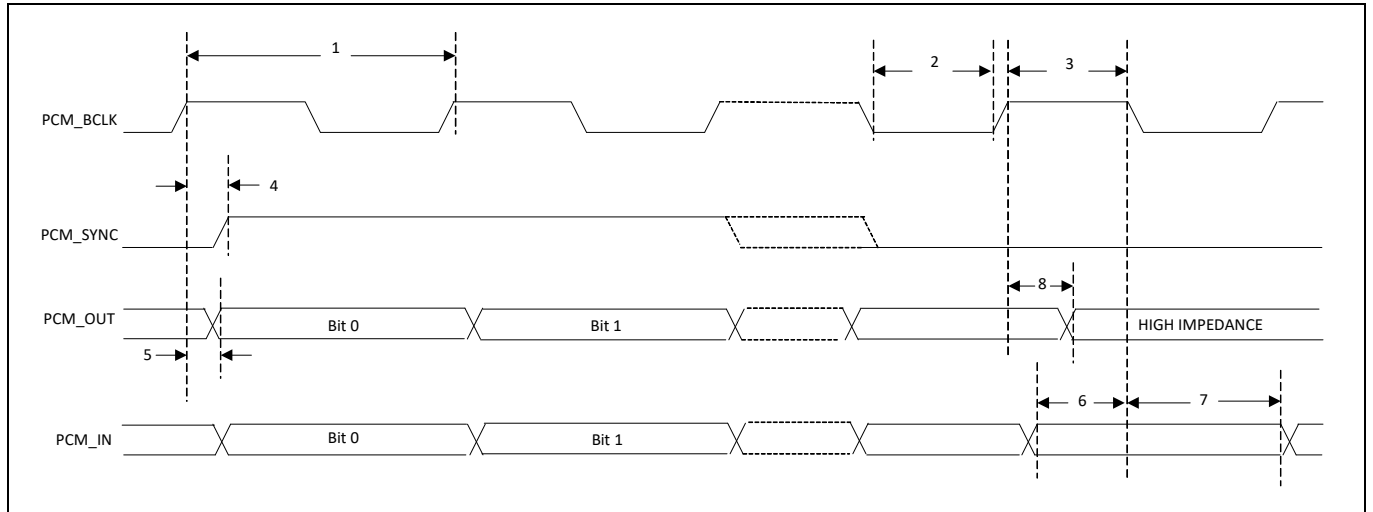 1
2
3
PCM_BCLK
4
PCM_SYNC
8
PCM_OUT
Bit 0
Bit 1
HIGH IMPEDANCE
5
6
7
PCM_IN
Bit 0
Bit 1